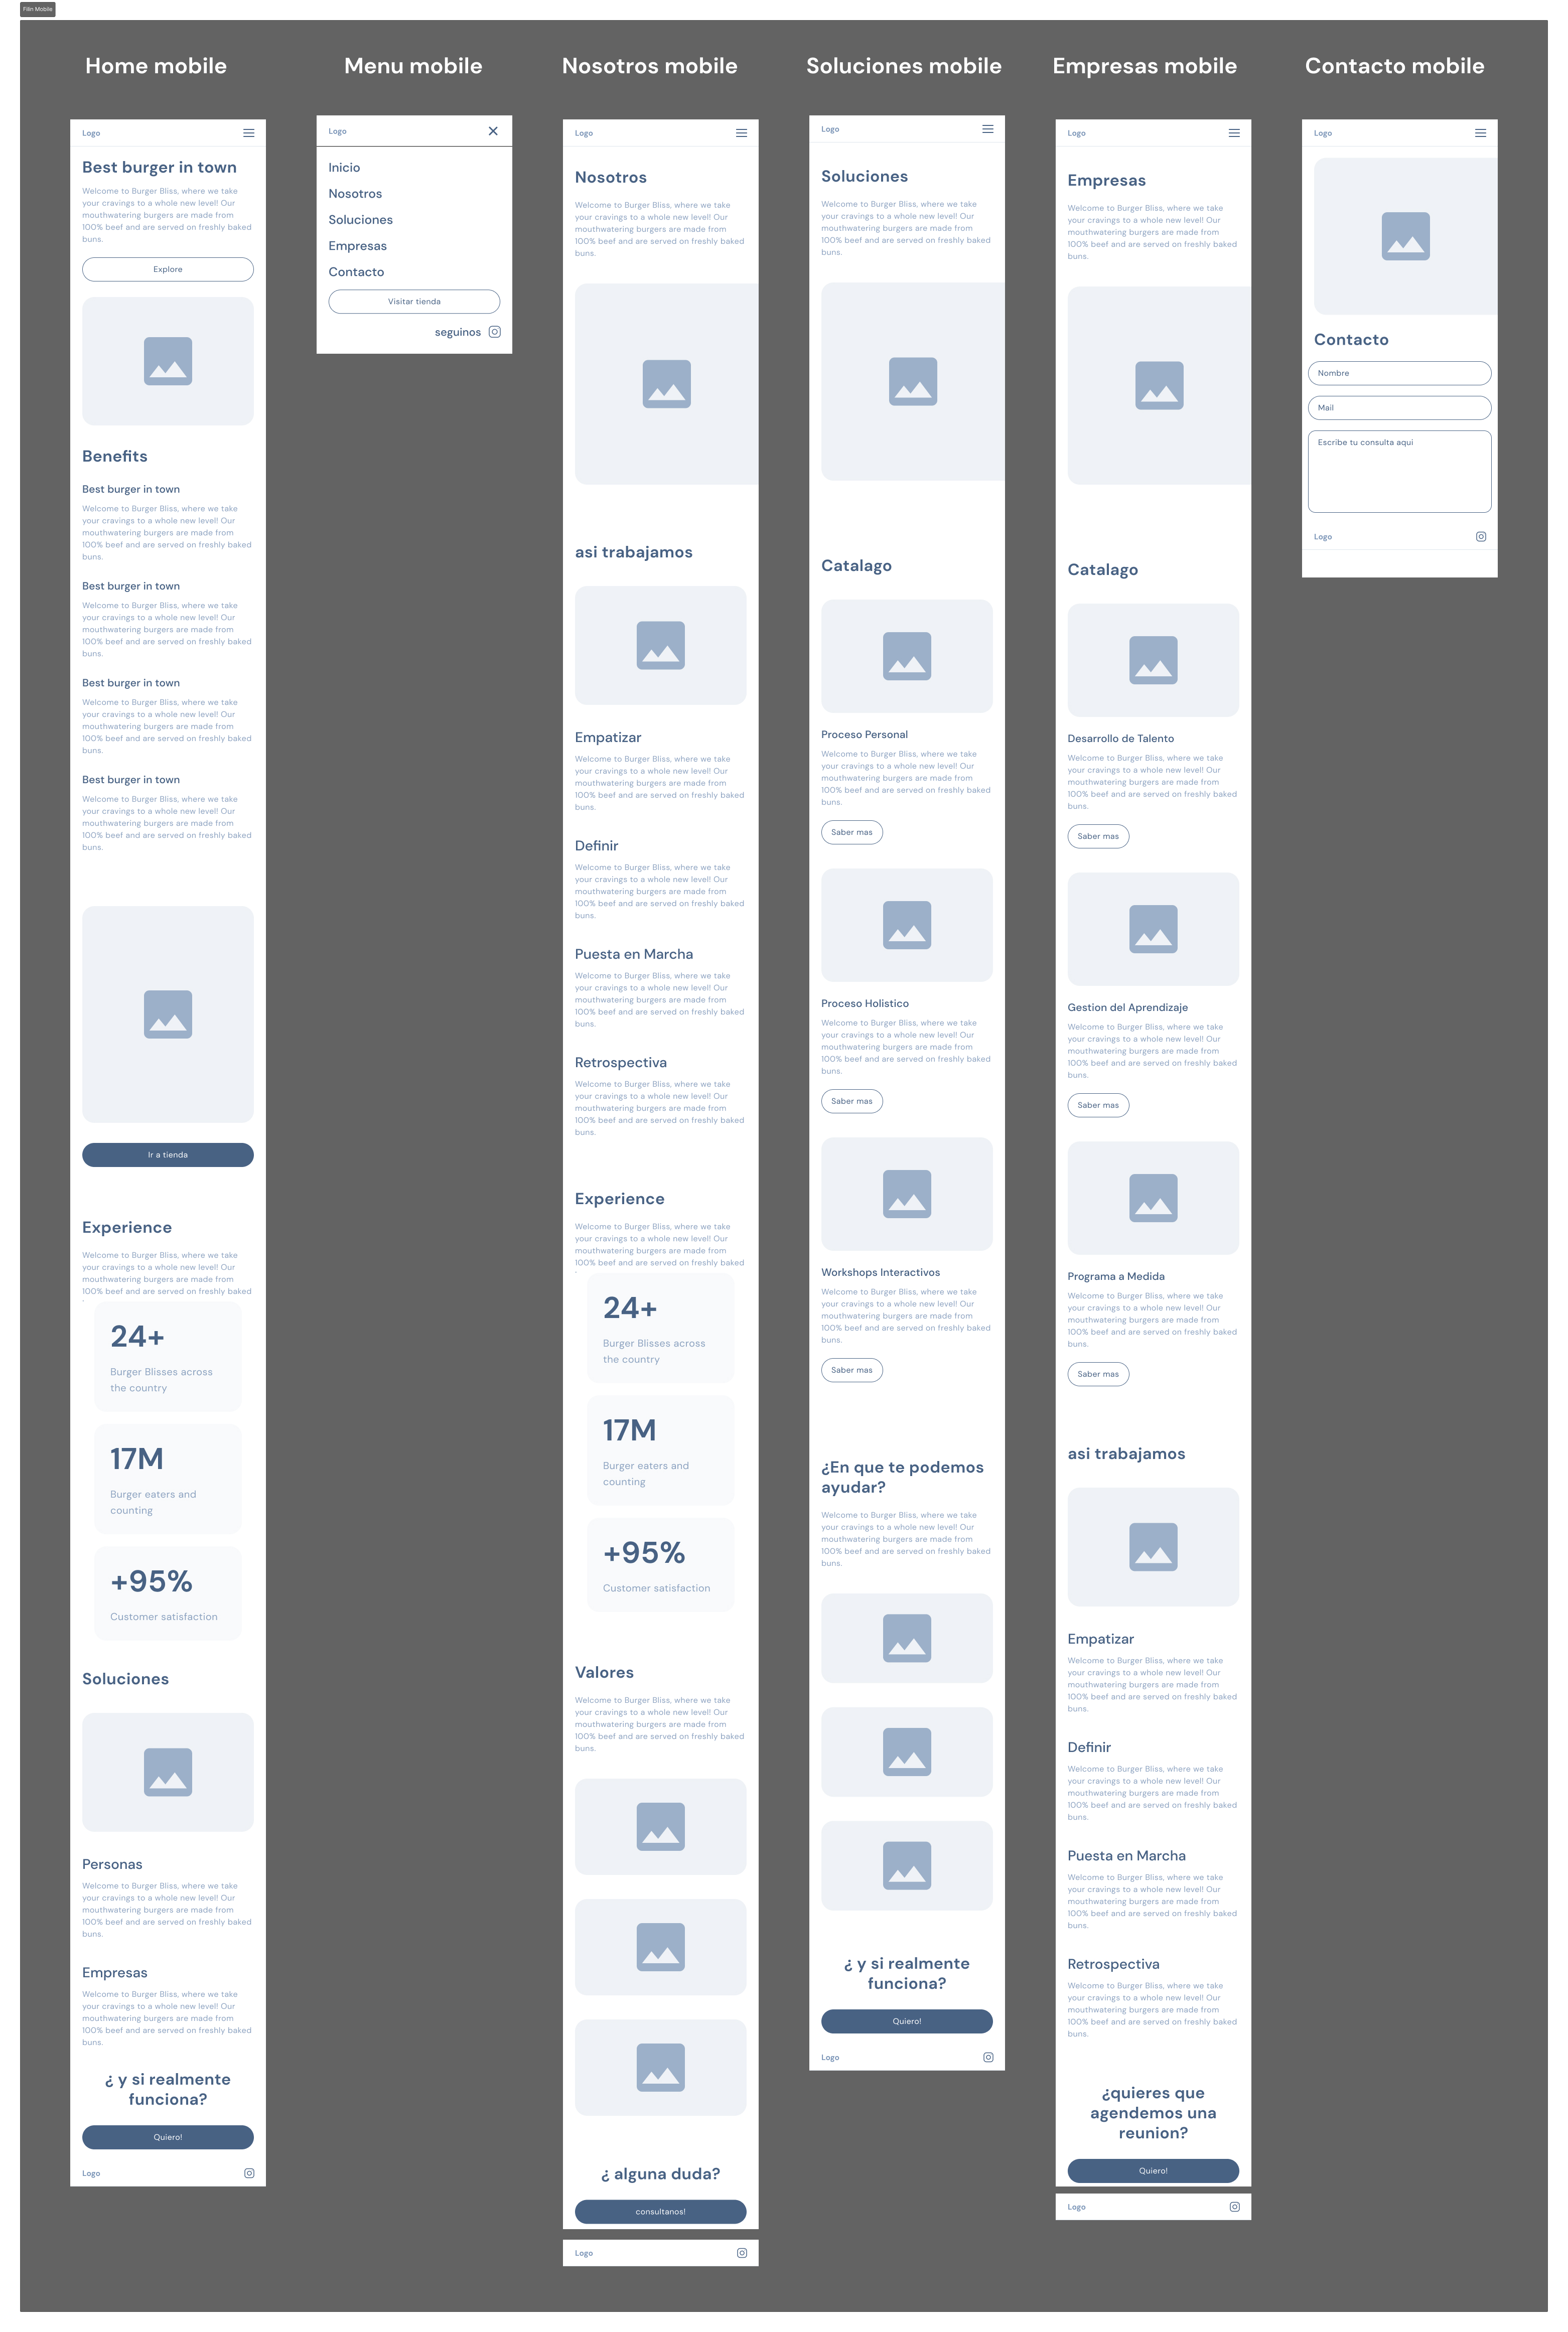 Filn Mobile
Home mobile
Logo
Best burger in town
Welcome to Burger Bliss, where we take
your cravings to a whole new level! Our
mouthwatering burgers are made from
100% beef and are served on freshly baked
buns.
Explore
Benefits
Best burger in town
Welcome to Burger Bliss, where we take
your cravings to a whole new level! Our
mouthwatering burgers are made from
100% beef and are served on freshly baked
buns.
Best burger in town
Welcome to Burger Bliss, where we take
your cravings to a whole new level! Our
mouthwatering burgers are made from
100% beef and are served on freshly baked
buns.
Best burger in town
Welcome to Burger Bliss, where we take
your cravings to a whole new level! Our
mouthwatering burgers are made from
100% beef and are served on freshly baked
buns.
Best burger in town
Welcome to Burger Bliss, where we take
your cravings to a whole new level! Our
mouthwatering burgers are made from
100% beef and are served on freshly baked
buns.
Ir a tienda
Experience
Welcome to Burger Bliss, where we take
your cravings to a whole new level! Our
mouthwatering burgers are made from
100% beef and are served on freshly baked
24+
Burger Blisses across
the country
17M
Burger eaters and
counting
+95%
Customer satisfaction
Soluciones
Personas
Welcome to Burger Bliss, where we take
your cravings to a whole new level! Our
mouthwatering burgers are made from
100% beef and are served on freshly baked
buns.
Empresas
Welcome to Burger Bliss, where we take
your cravings to a whole new level! Our
mouthwatering burgers are made from
100% beef and are served on freshly baked
buns.
¿ y si realmente
funciona?
Quiero!
Logo
Menu mobile
Logo
Inicio
Nosotros
Soluciones
Empresas
Contacto
Visitar tienda
seguinos
Nosotros mobile
Logo
Nosotros
Welcome to Burger Bliss, where we take
your cravings to a whole new level! Our
mouthwatering burgers are made from
100% beef and are served on freshly baked
buns.
asi trabajamos
Empatizar
Welcome to Burger Bliss, where we take
your cravings to a whole new level! Our
mouthwatering burgers are made from
100% beef and are served on freshly baked
buns.
Definir
Welcome to Burger Bliss, where we take
your cravings to a whole new level! Our
mouthwatering burgers are made from
100% beef and are served on freshly baked
buns.
Puesta en Marcha
Welcome to Burger Bliss, where we take
your cravings to a whole new level! Our
mouthwatering burgers are made from
100% beef and are served on freshly baked
buns.
Retrospectiva
Welcome to Burger Bliss, where we take
your cravings to a whole new level! Our
mouthwatering burgers are made from
100% beef and are served on freshly baked
buns.
Experience
Welcome to Burger Bliss, where we take
your cravings to a whole new level! Our
mouthwatering burgers are made from
100% beef and are served on freshly baked
24+
Burger Blisses across
the country
17M
Burger eaters and
counting
+95%
Customer satisfaction
Valores
Welcome to Burger Bliss, where we take
your cravings to a whole new level! Our
mouthwatering burgers are made from
100% beef and are served on freshly baked
buns.
¿ alguna duda?
consultanos!
Logo
Soluciones mobile
Logo
Soluciones
Welcome to Burger Bliss, where we take
your cravings to a whole new level! Our
mouthwatering burgers are made from
100% beef and are served on freshly baked
buns.
Catalago
Proceso Personal
Welcome to Burger Bliss, where we take
your cravings to a whole new level! Our
mouthwatering burgers are made from
100% beef and are served on freshly baked
buns.
Saber mas
Proceso Holistico
Welcome to Burger Bliss, where we take
your cravings to a whole new level! Our
mouthwatering burgers are made from
100% beef and are served on freshly baked
buns.
Saber mas
Workshops Interactivos
Welcome to Burger Bliss, where we take
your cravings to a whole new level! Our
mouthwatering burgers are made from
100% beef and are served on freshly baked
buns.
Saber mas
¿En que te podemos
ayudar?
Welcome to Burger Bliss, where we take
your cravings to a whole new level! Our
mouthwatering burgers are made from
100% beef and are served on freshly baked
buns.
¿ y si realmente
funciona?
Quiero!
Logo
Empresas mobile
Logo
Empresas
Welcome to Burger Bliss, where we take
your cravings to a whole new level! Our
mouthwatering burgers are made from
100% beef and are served on freshly baked
buns.
Catalago
Desarrollo de Talento
Welcome to Burger Bliss, where we take
your cravings to a whole new level! Our
mouthwatering burgers are made from
100% beef and are served on freshly baked
buns.
Saber mas
Gestion del Aprendizaje
Welcome to Burger Bliss, where we take
your cravings to a whole new level! Our
mouthwatering burgers are made from
100% beef and are served on freshly baked
buns.
Saber mas
Programa a Medida
Welcome to Burger Bliss, where we take
your cravings to a whole new level! Our
mouthwatering burgers are made from
100% beef and are served on freshly baked
buns.
Saber mas
asi trabajamos
Empatizar
Welcome to Burger Bliss, where we take
your cravings to a whole new level! Our
mouthwatering burgers are made from
100% beef and are served on freshly baked
buns.
Definir
Welcome to Burger Bliss, where we take
your cravings to a whole new level! Our
mouthwatering burgers are made from
100% beef and are served on freshly baked
buns.
Puesta en Marcha
Welcome to Burger Bliss, where we take
your cravings to a whole new level! Our
mouthwatering burgers are made from
100% beef and are served on freshly baked
buns.
Retrospectiva
Welcome to Burger Bliss, where we take
your cravings to a whole new level! Our
mouthwatering burgers are made from
100% beef and are served on freshly baked
buns.
¿quieres que
agendemos una
reunion?
Quiero!
Logo
Contacto mobile
Logo
Contacto
Nombre
Mail
Escribe tu consulta aqui
Logo